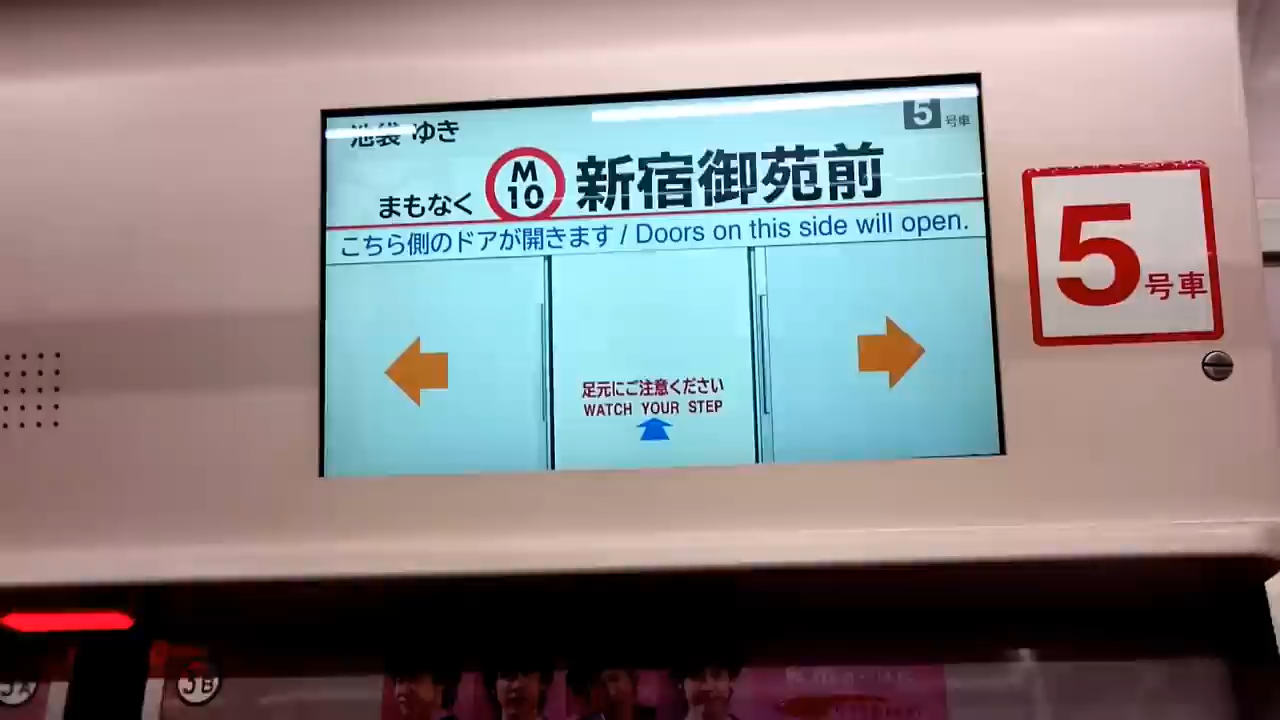 池袋 ゆき
5 号車
まもなく M 10 新宿御苑前
こちら側のドアが開きます / Doors on this side will open.
足元にご注意ください
WATCH YOUR STEP
5号車